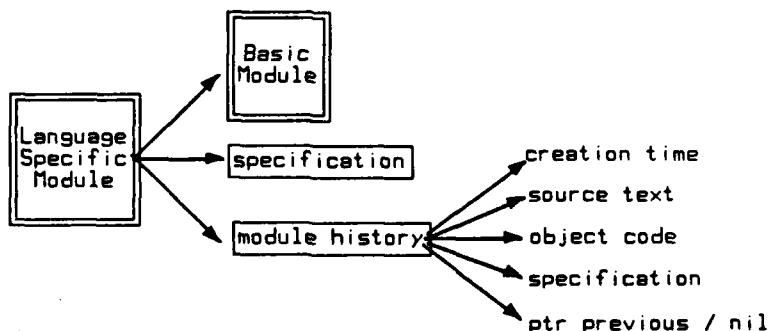 Basic
Module
Language
Specific
Module
specification
module history
creation time
source text
object code
specification
ptr previous / nil